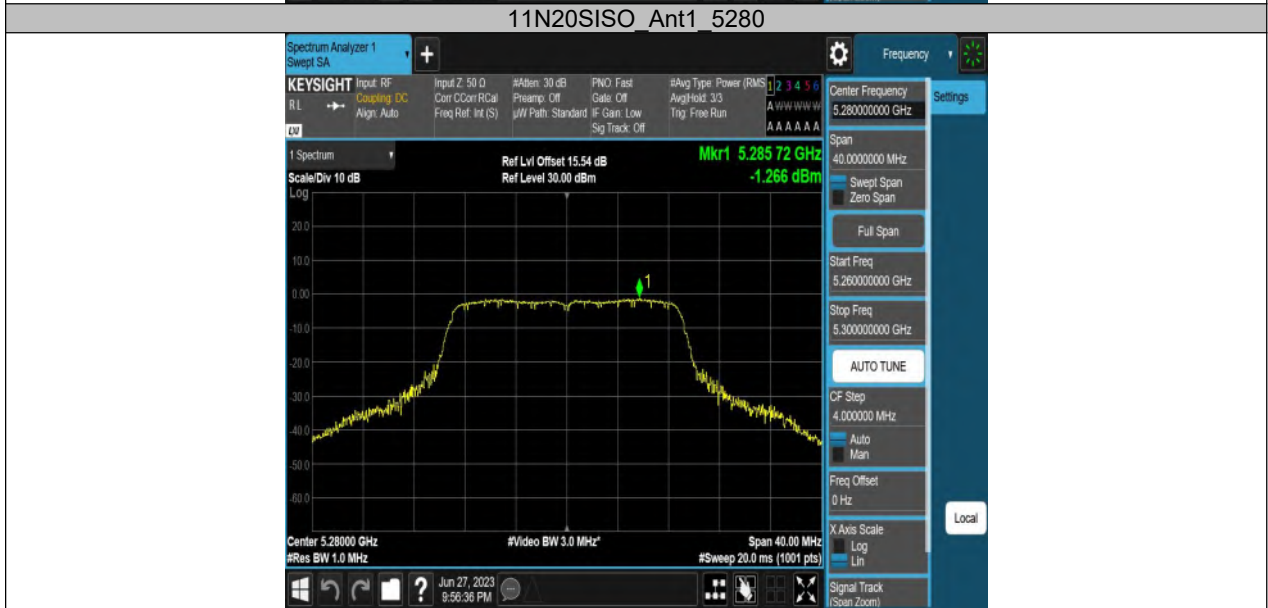 11N20SISO_Ant1_5280
Spectrum Analyzer 1
Swept SA
+
Frequency
KEYSIGHT Input: RF Input Z: 50 Ω #Atten: 30 dB PNO: Fast #Avg Type: Power (RMS 1 2 3 4 5 6
RL Coupling: DC Corr CCorr RCal Preamp: Off Gate: Off Avg|Hold: 3/3 A W W W W W
Align: Auto Freq Ref: Int (S) µW Path: Standard IF Gain: Low Trig: Free Run
Sig Track: Off A A A A A A
LXI
1 Spectrum
Ref Lvl Offset 15.54 dB
Mkr1 5.285 72 GHz
Scale/Div 10 dB
Ref Level 30.00 dBm
-1.266 dBm
Log
20.0
10.0
0.00
-10.0
-20.0
-30.0
-40.0
-50.0
-60.0
1
Center 5.28000 GHz
#Video BW 3.0 MHz*
Span 40.00 MHz
#Res BW 1.0 MHz
#Sweep 20.0 ms (1001 pts)
Center Frequency
5.280000000 GHz
Settings
Span
40.0000000 MHz
Swept Span
Zero Span
Full Span
Start Freq
5.260000000 GHz
Stop Freq
5.300000000 GHz
AUTO TUNE
CF Step
4.000000 MHz
Auto
Man
Freq Offset
0 Hz
Local
X Axis Scale
Log
Lin
Signal Track
(Span Zoom)
?
Jun 27, 2023
9:56:36 PM